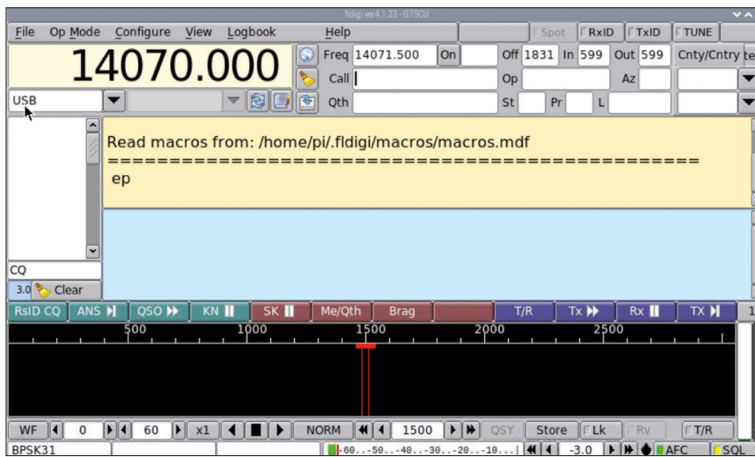 fldigi ver4.1.23 - G7SCU
File Op Mode Configure View Logbook Help Spot RxID TxID TUNE
14070.000 Freq 14071.500 On Off 1831 In 599 Out 599 Cnty/Cntry te
Call Op Az
USB Qth St Pr L
Read macros from: /home/pi/.fldigi/macros/macros.mdf
========================================================
ep
CQ
3.0 Clear
RsID CQ ANS QSO KN SK Me/Qth Brag T/R Tx Rx TX 1
500 1000 1500 2000 2500
WF 0 60 x1 NORM 1500 QSY Store Lk Rv T/R
BPSK31 -60..-50..-40..-30..-20..-10... -3.0 AFC SQL